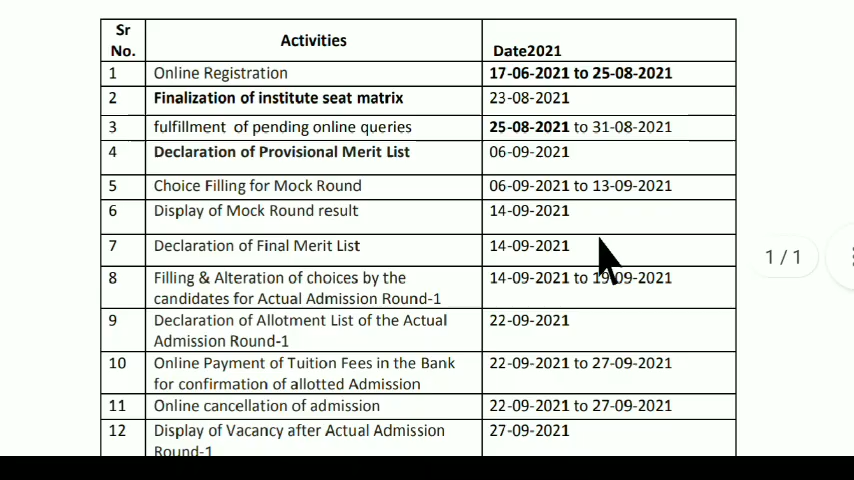 Sr No. Activities Date2021
1 Online Registration 17-06-2021 to 25-08-2021
2 Finalization of institute seat matrix 23-08-2021
3 fulfillment of pending online queries 25-08-2021 to 31-08-2021
4 Declaration of Provisional Merit List 06-09-2021
5 Choice Filling for Mock Round 06-09-2021 to 13-09-2021
6 Display of Mock Round result 14-09-2021
7 Declaration of Final Merit List 14-09-2021
8 Filling & Alteration of choices by the 14-09-2021 to 19-09-2021
candidates for Actual Admission Round-1
9 Declaration of Allotment List of the Actual 22-09-2021
Admission Round-1
10 Online Payment of Tuition Fees in the Bank 22-09-2021 to 27-09-2021
for confirmation of allotted Admission
11 Online cancellation of admission 22-09-2021 to 27-09-2021
12 Display of Vacancy after Actual Admission 27-09-2021
Round-1
1 / 1